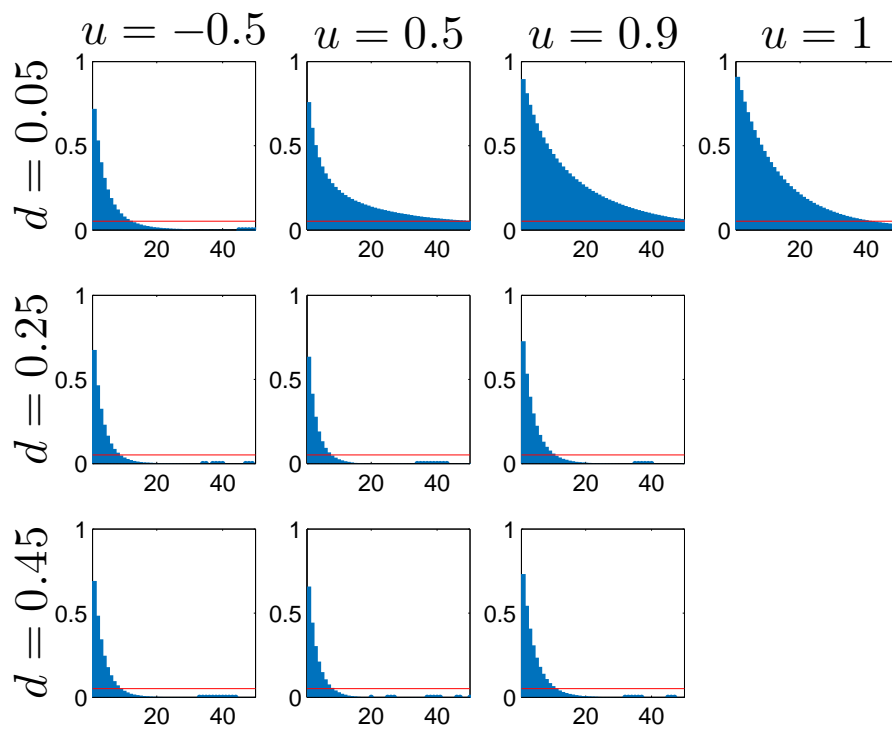 u = −0.5 u = 0.5 u = 0.9 u = 1
d = 0.05
1 1 1 1
0.5 0.5 0.5 0.5
0 0 0 0
20 40 20 40 20 40 20 40
d = 0.25
1 1 1
0.5 0.5 0.5
0 0 0
20 40 20 40 20 40
d = 0.45
1 1 1
0.5 0.5 0.5
0 0 0
20 40 20 40 20 40